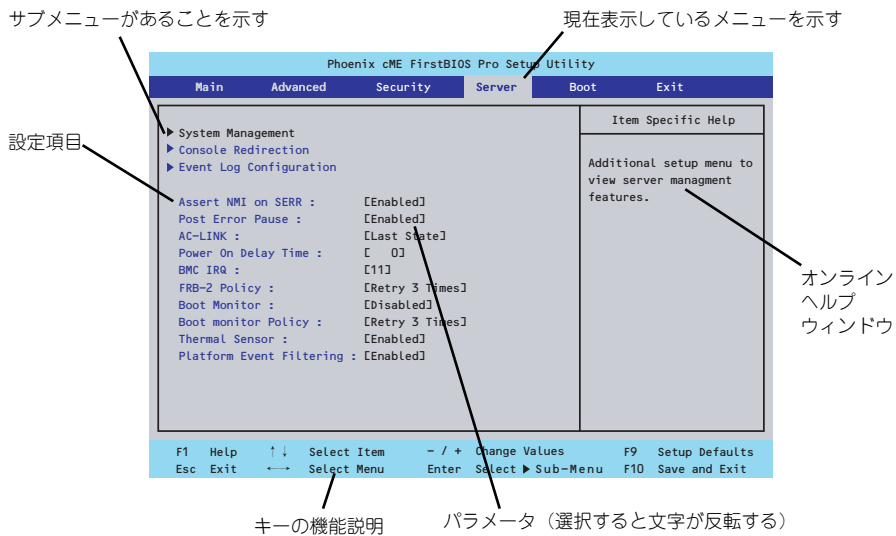 サブメニューがあることを示す
現在表示しているメニューを示す
Phoenix cME FirstBIOS Pro Setup Utility
Main Advanced Security Server Boot Exit
Item Specific Help
設定項目
▶ System Management
▶ Console Redirection
▶ Event Log Configuration
Additional setup menu to
view server managment
features.
Assert NMI on SERR : [Enabled]
Post Error Pause : [Enabled]
AC-LINK : [Last State]
Power On Delay Time : [ 0]
BMC IRQ : [11]
FRB-2 Policy : [Retry 3 Times]
Boot Monitor : [Disabled]
Boot monitor Policy : [Retry 3 Times]
Thermal Sensor : [Enabled]
Platform Event Filtering : [Enabled]
オンライン
ヘルプ
ウィンドウ
F1 Help ↑↓ Select Item - / + Change Values F9 Setup Defaults
Esc Exit ←→ Select Menu Enter Select ▶ Sub-Menu F10 Save and Exit
キーの機能説明
パラメータ（選択すると文字が反転する）